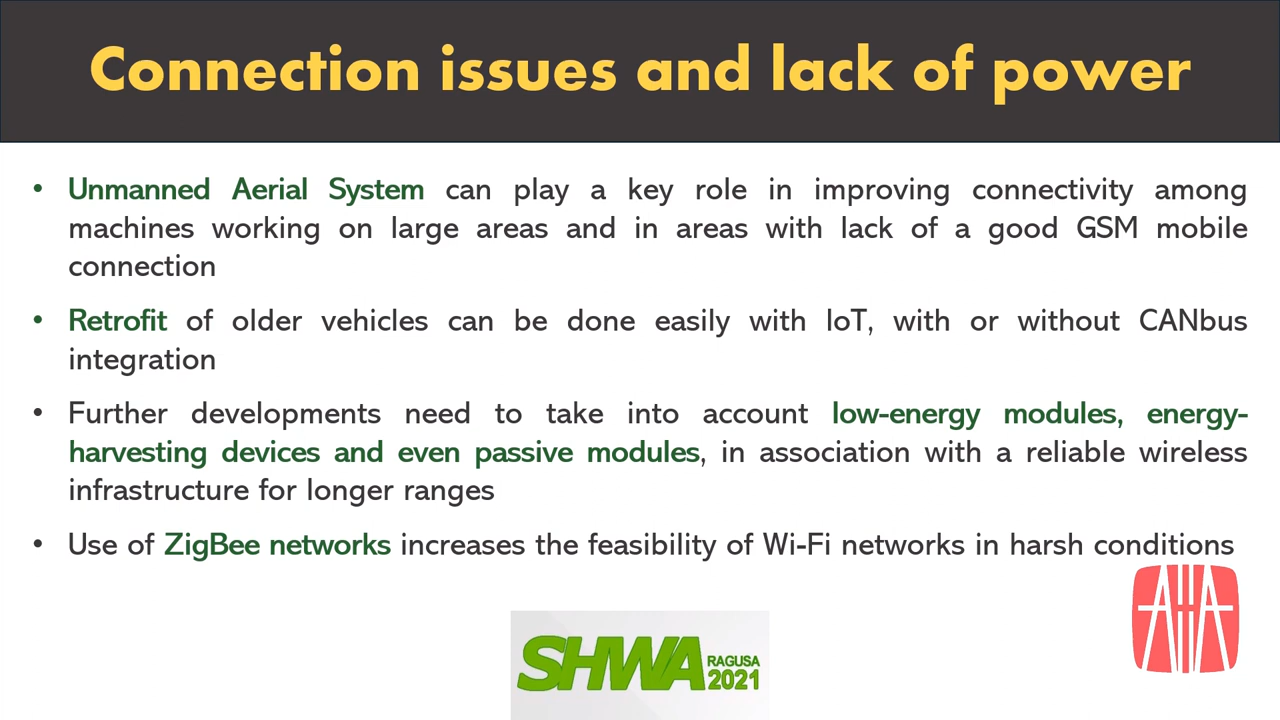 Connection issues and lack of power
• Unmanned Aerial System can play a key role in improving connectivity among
machines working on large areas and in areas with lack of a good GSM mobile
connection
• Retrofit of older vehicles can be done easily with IoT, with or without CANbus
integration
• Further developments need to take into account low-energy modules, energy-
harvesting devices and even passive modules, in association with a reliable wireless
infrastructure for longer ranges
• Use of ZigBee networks increases the feasibility of Wi-Fi networks in harsh conditions
SHWA RAGUSA
2021